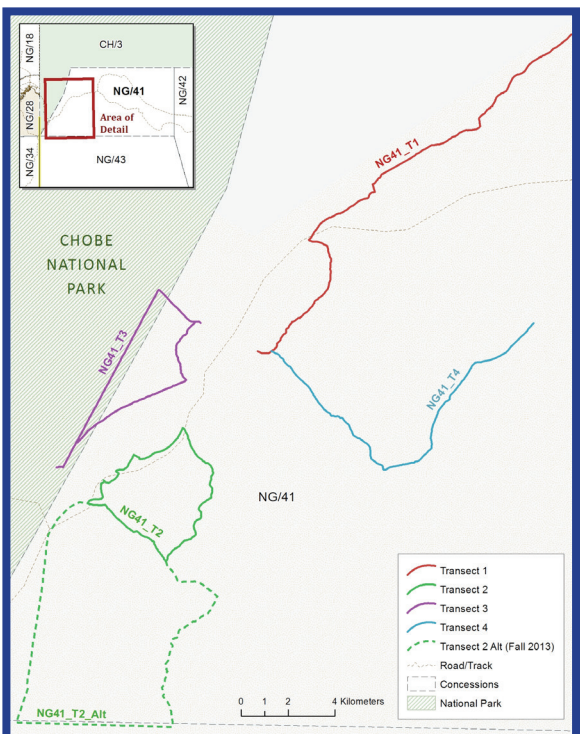 NG/18
CH/3
NG/28
NG/41
NG/42
Area of
Detail
NG/34
NG/43
NG41_T1
CHOBE
NATIONAL
PARK
NG41_T3
NG41_T4
NG41_T2
NG/41
NG41_T2_Alt
0 1 2 4 Kilometers
Transect 1
Transect 2
Transect 3
Transect 4
Transect 2 Alt (Fall 2013)
Road/Track
Concessions
National Park